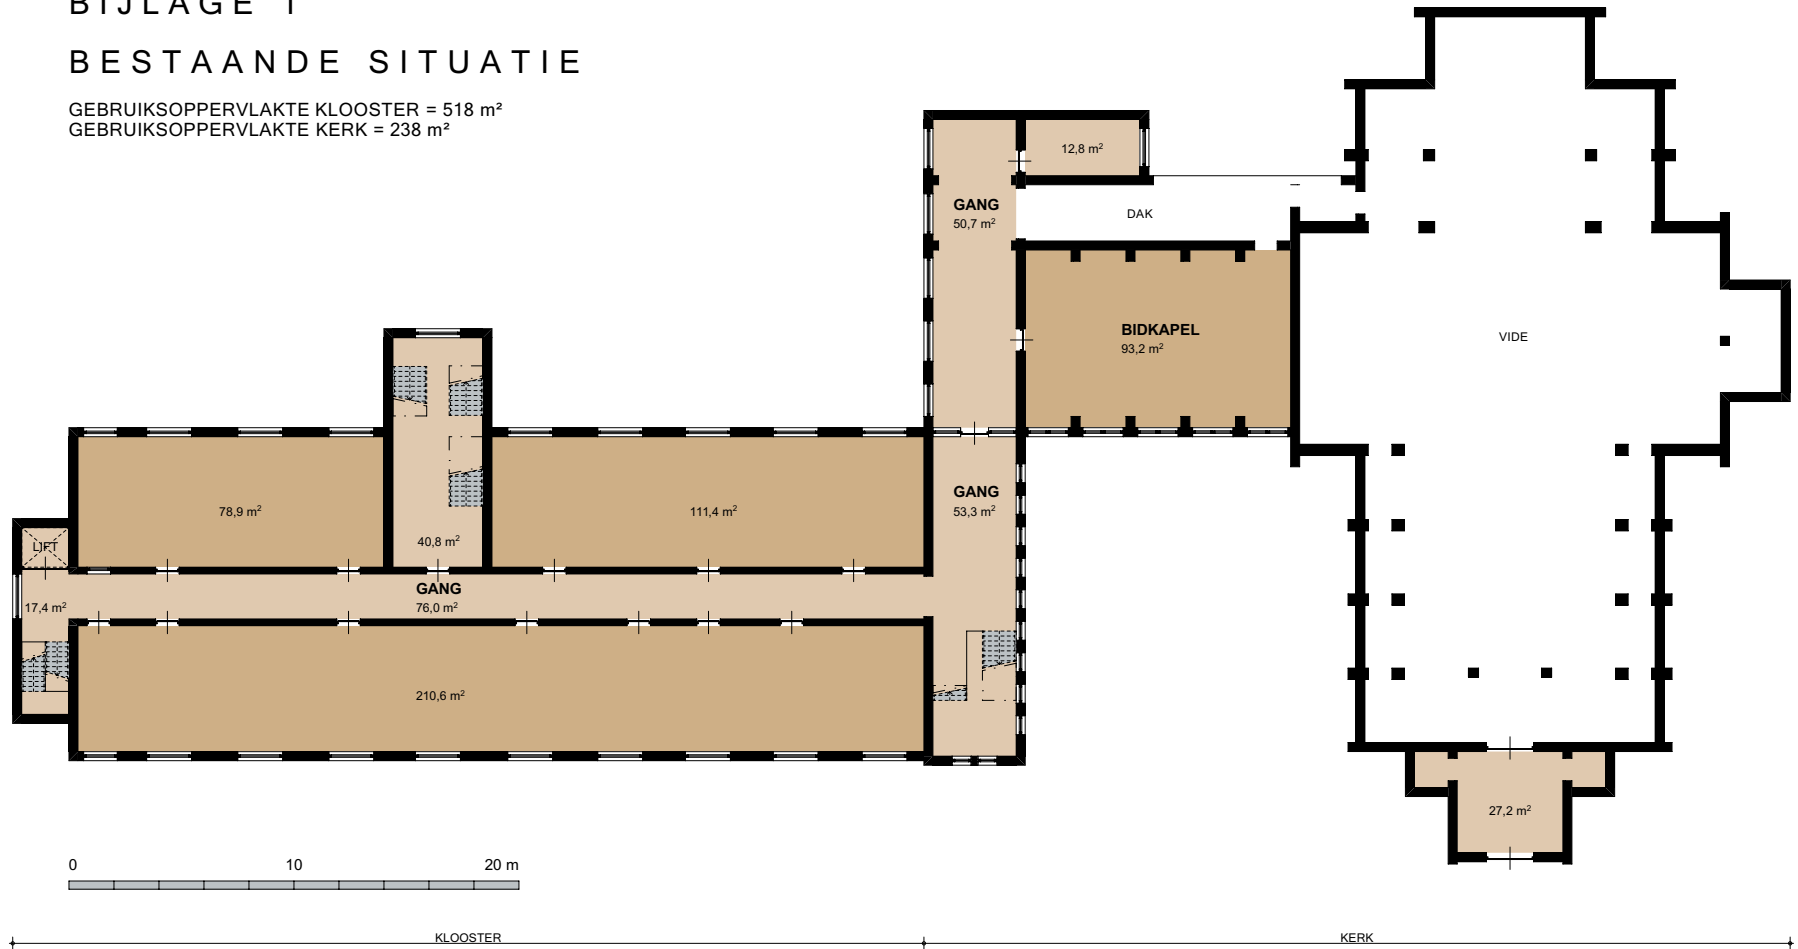 BIJLAGE 1
BESTAANDE SITUATIE
GEBRUIKSOPPERVLAKTE KLOOSTER = 518 m²
GEBRUIKSOPPERVLAKTE KERK = 238 m²
12,8 m²
GANG
50,7 m²
DAK
BIDKAPEL
93,2 m²
VIDE
GANG
53,3 m²
78,9 m²
111,4 m²
40,8 m²
LIFT
GANG
76,0 m²
17,4 m²
210,6 m²
27,2 m²
0 10 20 m
KLOOSTER KERK